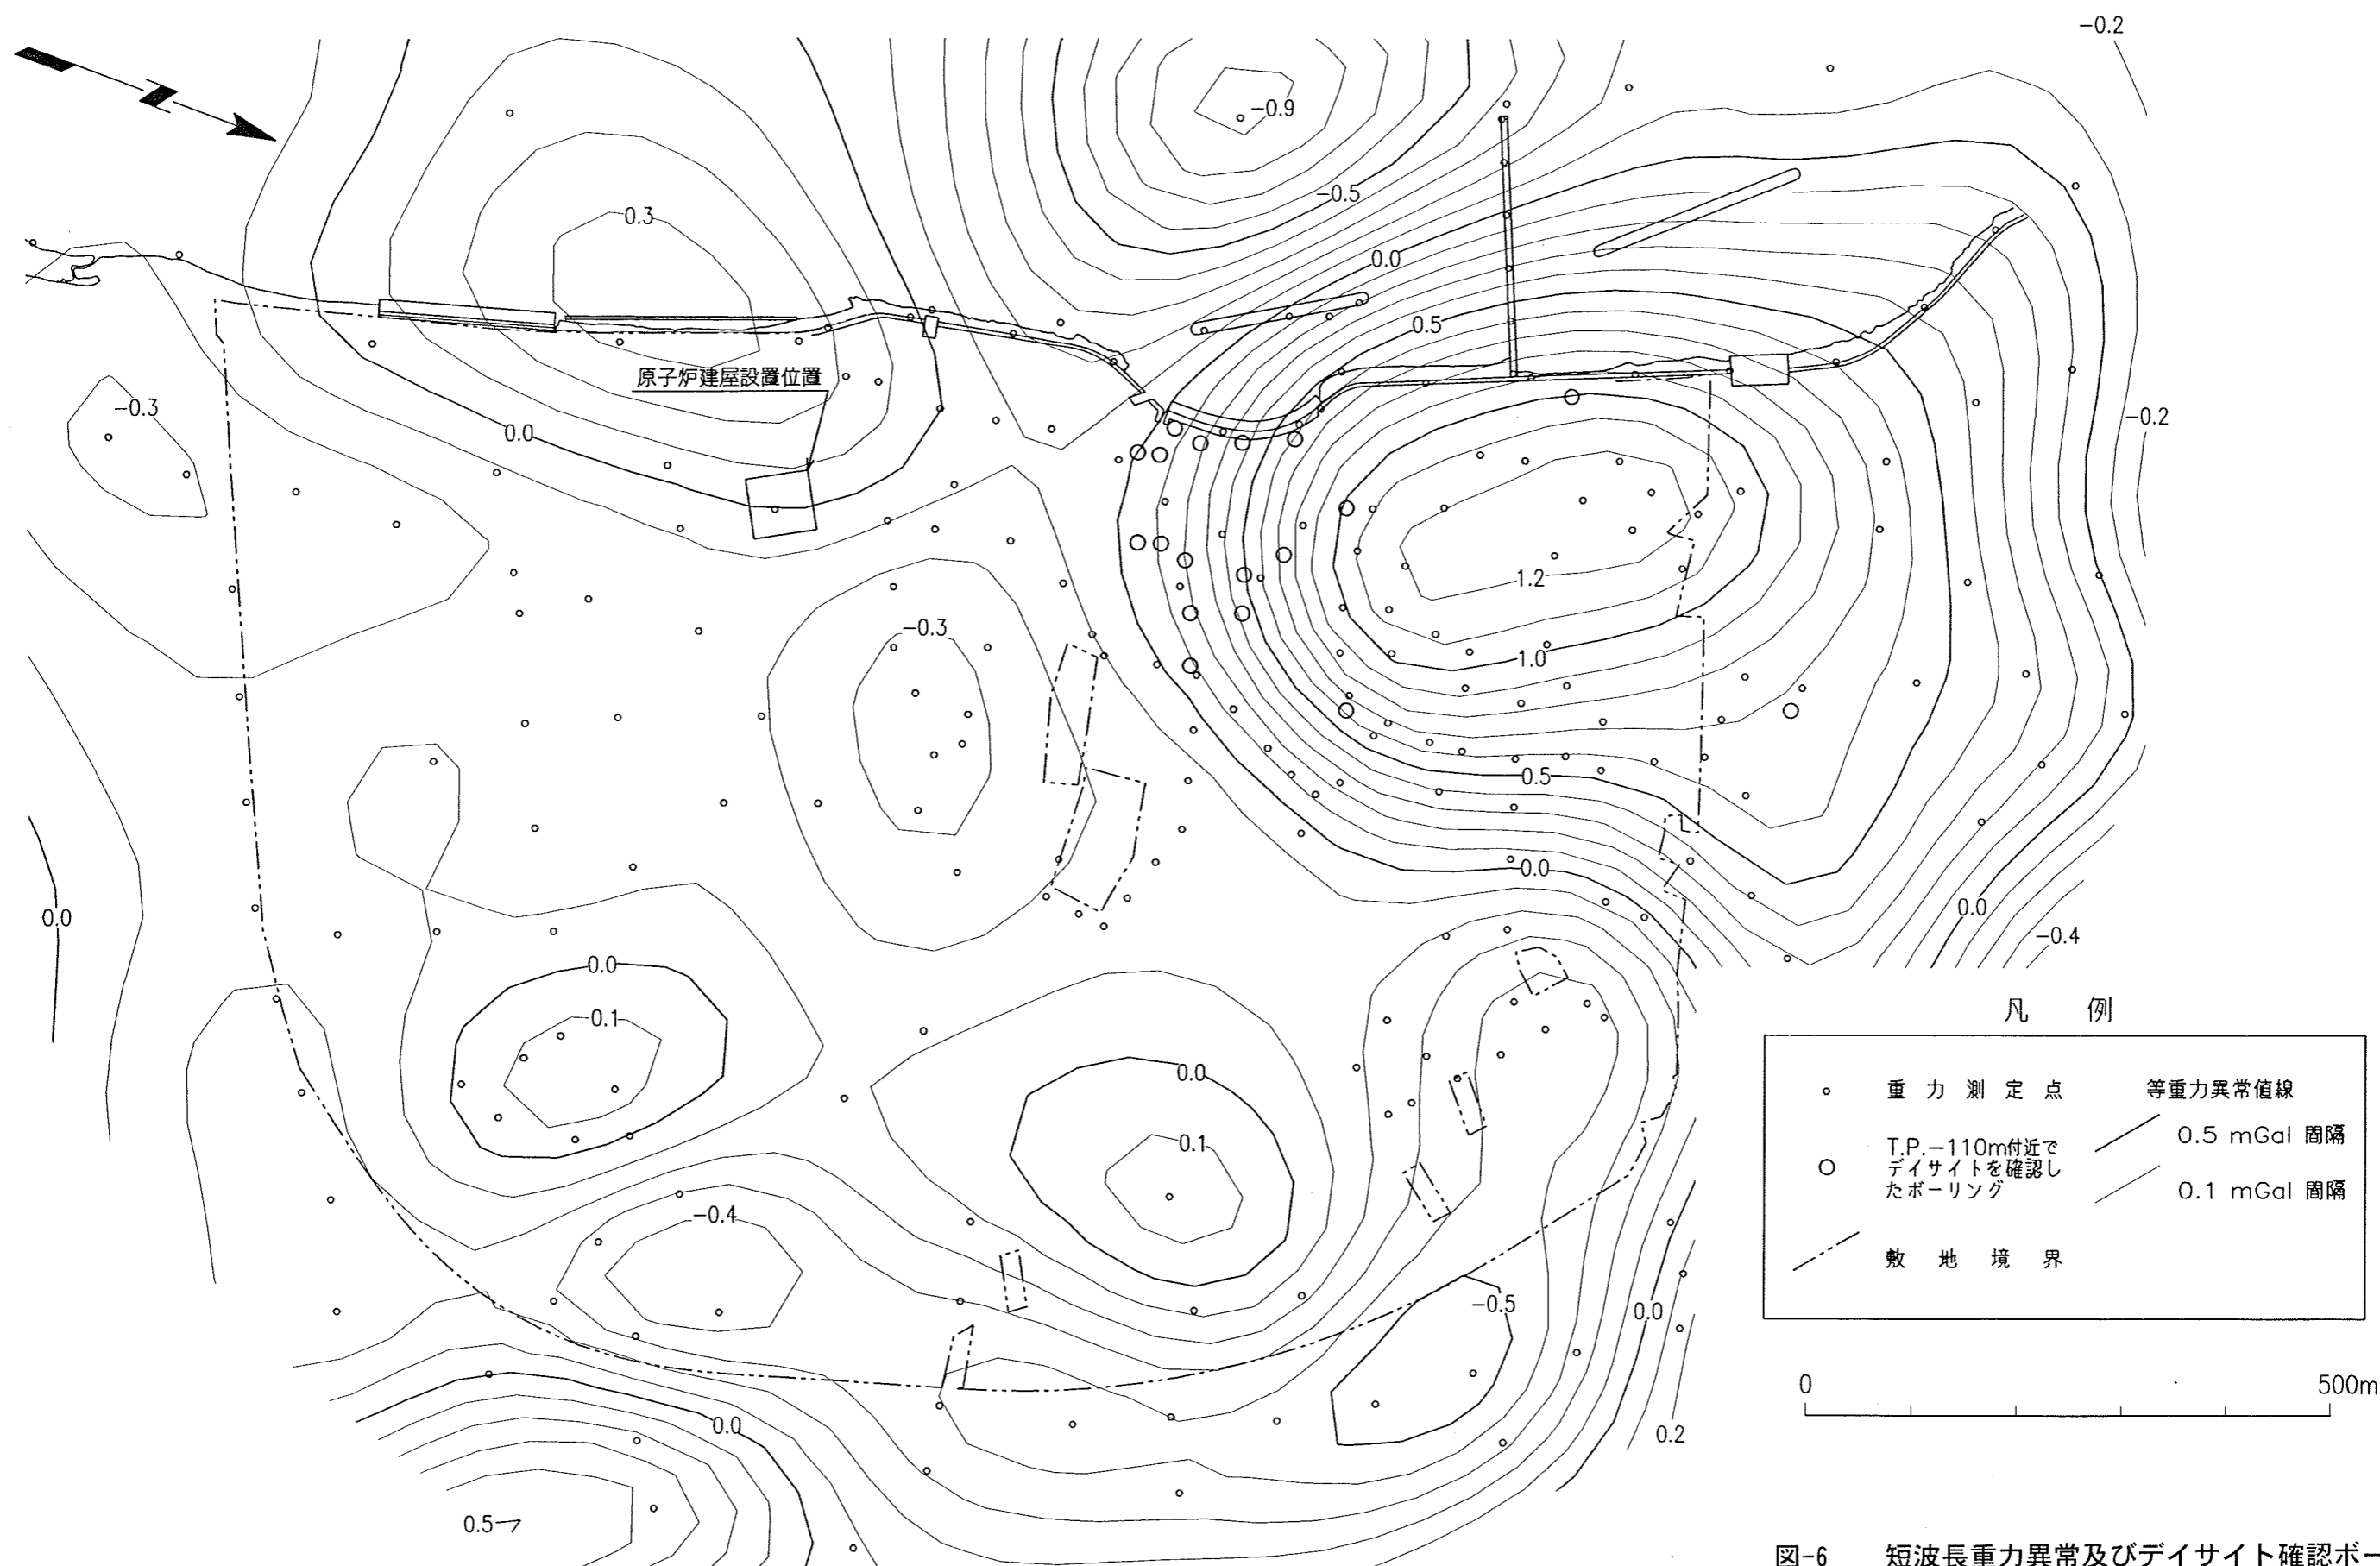 -0.2
-0.9
0.3
-0.5
0.0
0.5
原子炉建屋設置位置
-0.3
0.0
-0.2
1.2
-0.3
1.0
0.5
0.0
0.0
0.0
-0.4
0.0
0.1
0.0
0.1
-0.4
-0.5
0.0
0.2
0.0
0.5
凡 例
重 力 測 定 点
等重力異常値線
0.5 mGal 間隔
T.P.-110m付近で
デイサイトを確認し
たボーリング
0.1 mGal 間隔
敷 地 境 界
0 500m
図-6 短波長重力異常及びデイサイト確認ボー